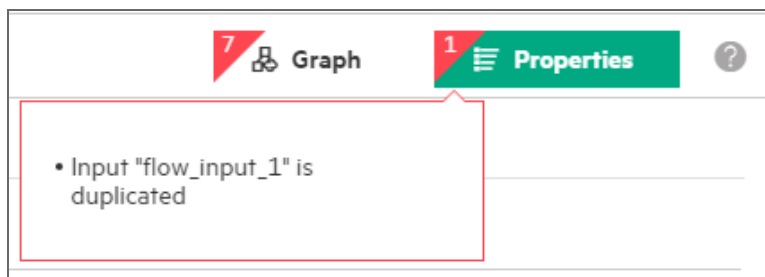 7 Graph 1 Properties ?
• Input "flow_input_1" is
duplicated